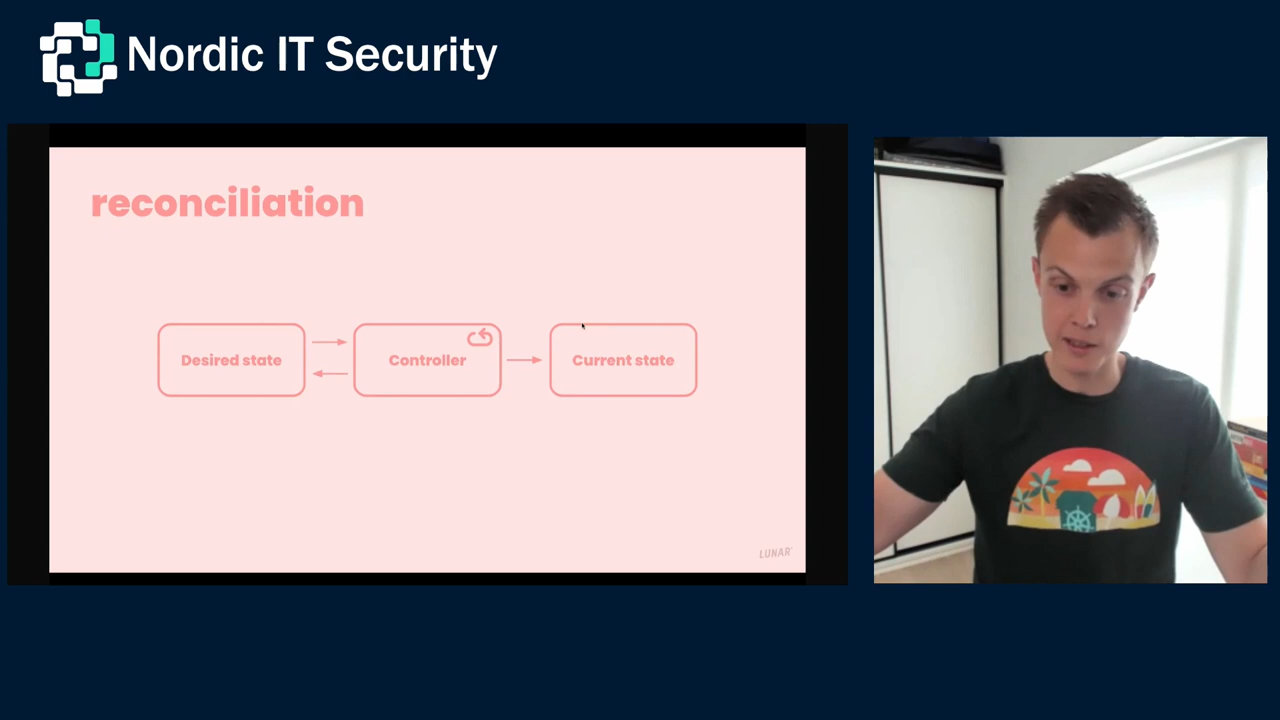 Nordic IT Security
reconciliation
Desired state
Controller
Current state
LUNAR